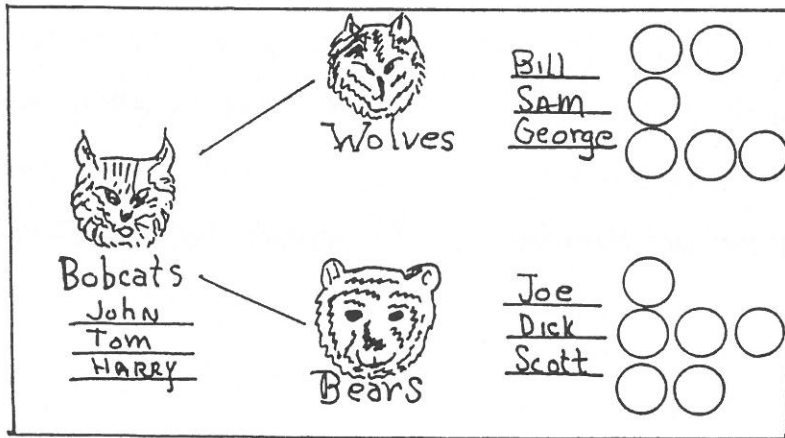 Wolves
Bill
SAM
George
Bobcats
John
Tom
HARRY
Bears
Joe
Dick
Scott